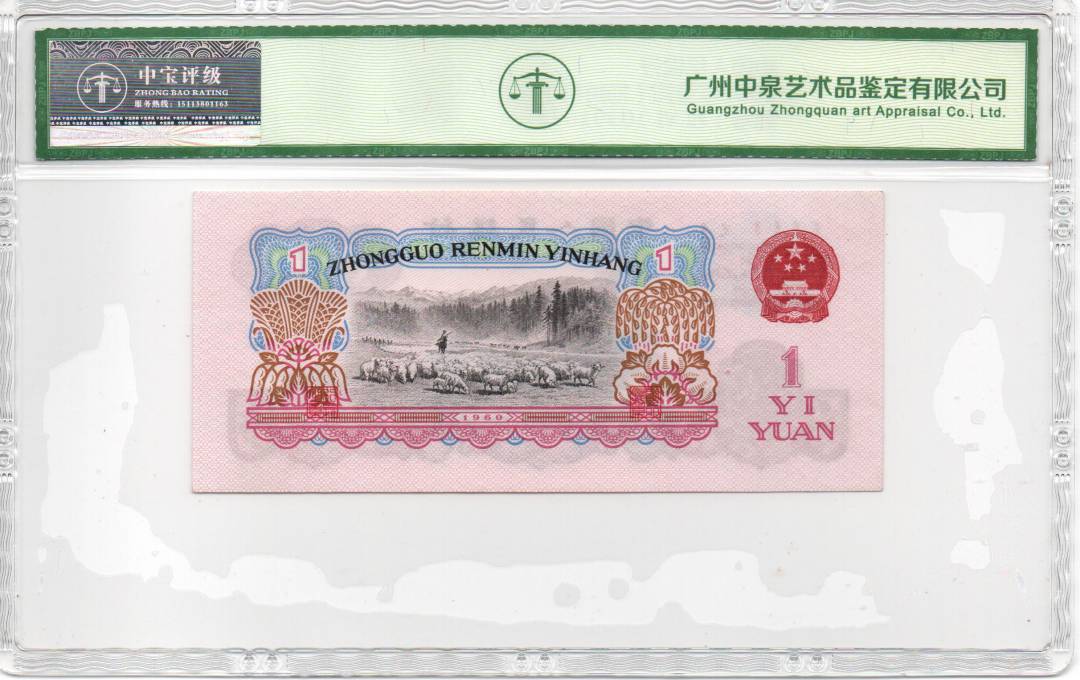 中宝评级
ZHONG BAO RATING
服务热线：15113801163
广州中泉艺术品鉴定有限公司
Guangzhou Zhongquan art Appraisal Co., Ltd.
ZHONGGUO RENMIN YINHANG
1
1
1960
1
YI
YUAN